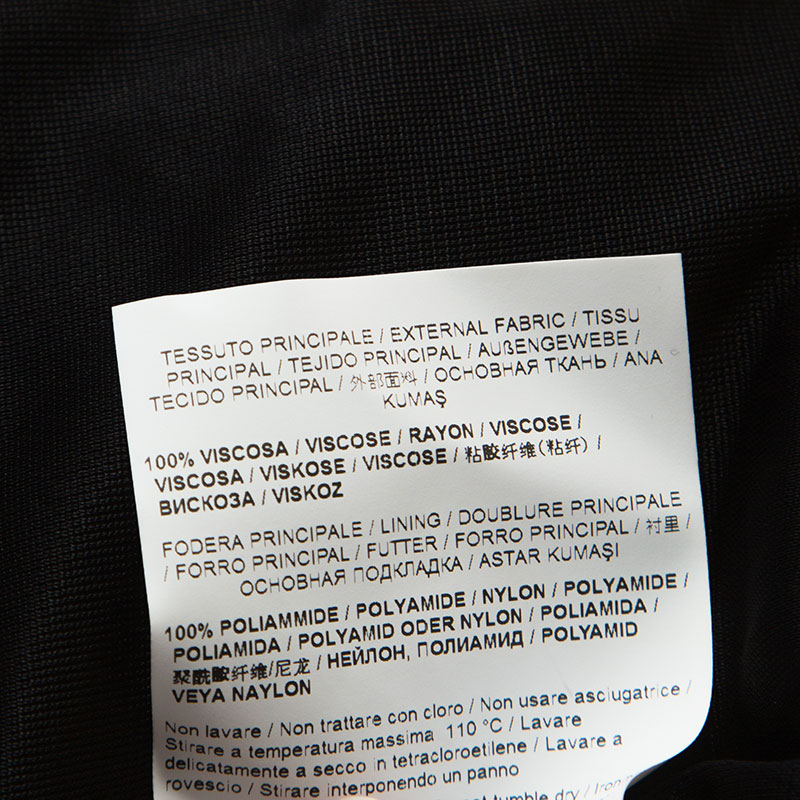 TESSUTO PRINCIPALE / EXTERNAL FABRIC / TISSU
PRINCIPAL / TEJIDO PRINCIPAL / AUßENGEWEBE /
TECIDO PRINCIPAL / 外部面料 / ОСНОВНАЯ ТКАНЬ / ANA
KUMAŞ
100% VISCOSA / VISCOSE / RAYON / VISCOSE /
VISCOSA / VISKOSE / VISCOSE / 粘胶纤维(粘纤) /
ВИСКОЗА / VISKOZ
FODERA PRINCIPALE / LINING / DOUBLURE PRINCIPALE
/ FORRO PRINCIPAL / FUTTER / FORRO PRINCIPAL / 衬里 /
ОСНОВНАЯ ПОДКЛАДКА / ASTAR KUMAŞI
100% POLIAMMIDE / POLYAMIDE / NYLON / POLYAMIDE /
POLIAMIDA / POLYAMID ODER NYLON / POLIAMIDA /
聚酰胺纤维/尼龙 / НЕЙЛОН, ПОЛИАМИД / POLYAMID
VEYA NAYLON
Non lavare / Non trattare con cloro / Non usare asciugatrice /
Stirare a temperatura massima 110 °C / Lavare
delicatamente a secco in tetracloroetilene / Lavare a
rovescio / Stirare interponendo un panno
tumble dry / Iron